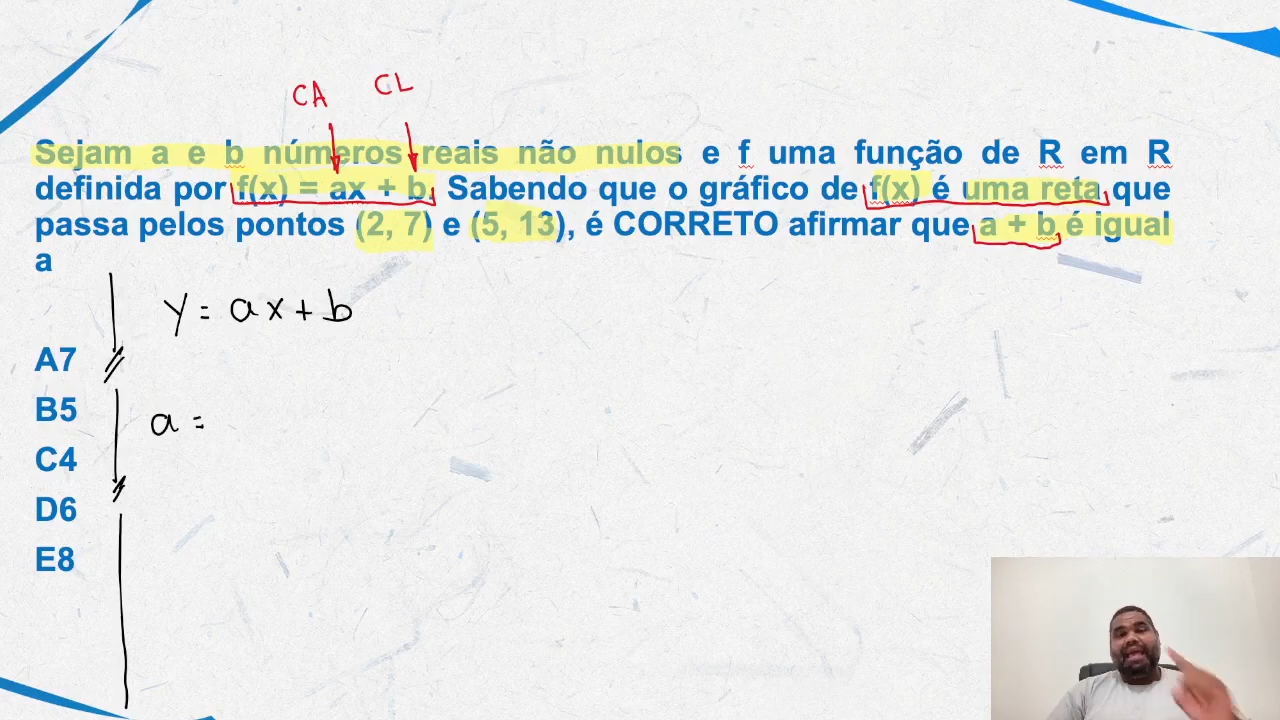 CA CL
Sejam a e b números reais não nulos e f uma função de R em R
definida por f(x) = ax + b. Sabendo que o gráfico de f(x) é uma reta que
passa pelos pontos (2, 7) e (5, 13), é CORRETO afirmar que a + b é igual
a
y = ax + b
A7
B5
a =
C4
D6
E8